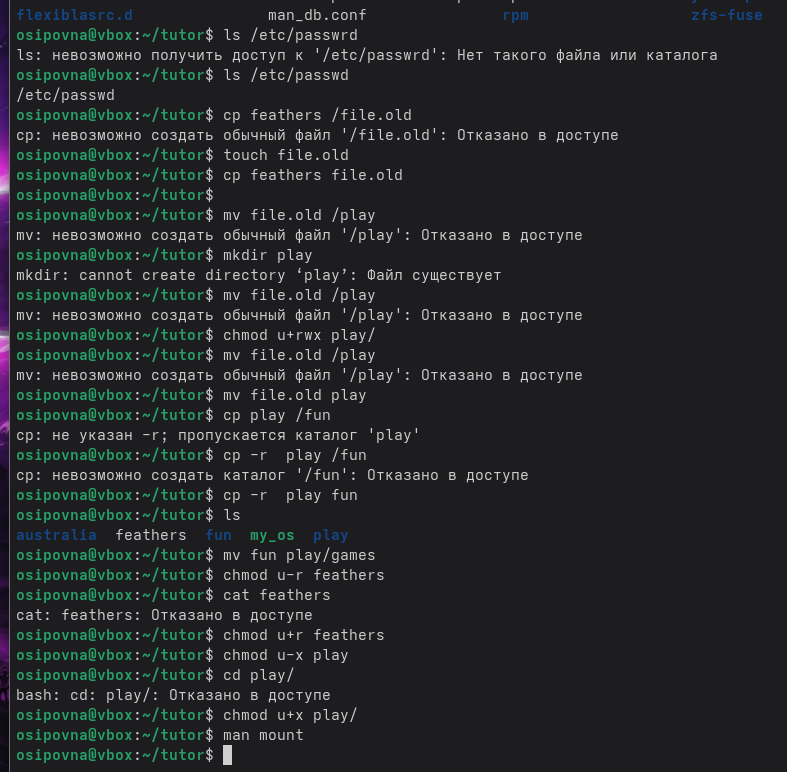 flexiblasrc.d man_db.conf rpm zfs-fuse
osipovna@vbox:~/tutor$ ls /etc/passwrd
ls: невозможно получить доступ к '/etc/passwrd': Нет такого файла или каталога
osipovna@vbox:~/tutor$ ls /etc/passwd
/etc/passwd
osipovna@vbox:~/tutor$ cp feathers /file.old
cp: невозможно создать обычный файл '/file.old': Отказано в доступе
osipovna@vbox:~/tutor$ touch file.old
osipovna@vbox:~/tutor$ cp feathers file.old
osipovna@vbox:~/tutor$
osipovna@vbox:~/tutor$ mv file.old /play
mv: невозможно создать обычный файл '/play': Отказано в доступе
osipovna@vbox:~/tutor$ mkdir play
mkdir: cannot create directory ‘play’: Файл существует
osipovna@vbox:~/tutor$ mv file.old /play
mv: невозможно создать обычный файл '/play': Отказано в доступе
osipovna@vbox:~/tutor$ chmod u+rwx play/
osipovna@vbox:~/tutor$ mv file.old /play
mv: невозможно создать обычный файл '/play': Отказано в доступе
osipovna@vbox:~/tutor$ mv file.old play
osipovna@vbox:~/tutor$ cp play /fun
cp: не указан -r; пропускается каталог 'play'
osipovna@vbox:~/tutor$ cp -r  play /fun
cp: невозможно создать каталог '/fun': Отказано в доступе
osipovna@vbox:~/tutor$ cp -r  play fun
osipovna@vbox:~/tutor$ ls
australia  feathers  fun  my_os  play
osipovna@vbox:~/tutor$ mv fun play/games
osipovna@vbox:~/tutor$ chmod u-r feathers
osipovna@vbox:~/tutor$ cat feathers
cat: feathers: Отказано в доступе
osipovna@vbox:~/tutor$ chmod u+r feathers
osipovna@vbox:~/tutor$ chmod u-x play
osipovna@vbox:~/tutor$ cd play/
bash: cd: play/: Отказано в доступе
osipovna@vbox:~/tutor$ chmod u+x play/
osipovna@vbox:~/tutor$ man mount
osipovna@vbox:~/tutor$